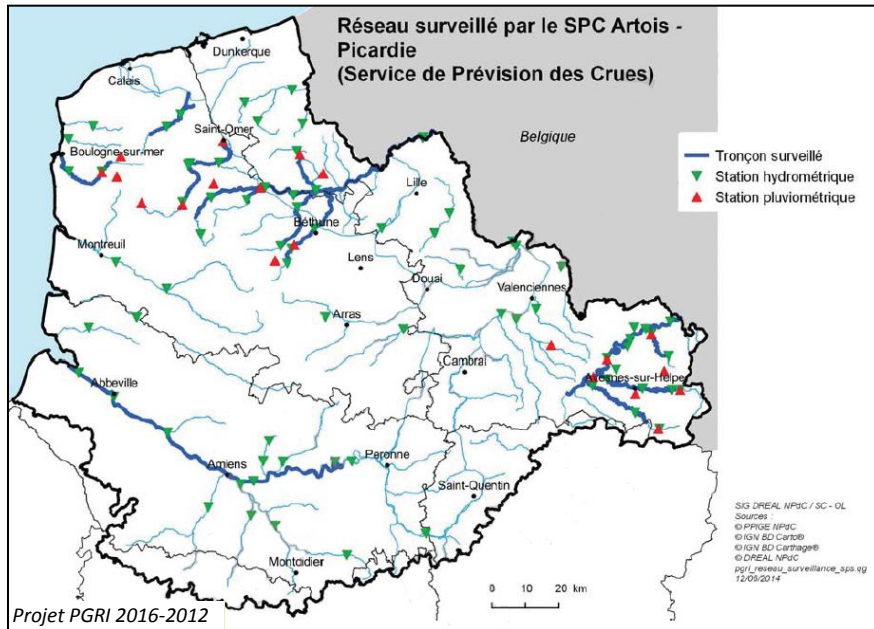 Réseau surveillé par le SPC Artois -
Picardie
(Service de Prévision des Crues)
Dunkerque
Calais
Saint-Omer
Belgique
Boulogne-sur-mer
Tronçon surveillé
Station hydrométrique
Station pluviométrique
Lille
Béthune
Montreuil
Lens
Douai
Valenciennes
Arras
Cambrai
Avesnes-sur-Helpe
Abbeville
Amiens
Peronne
Saint-Quentin
Montdidier
SIG DREAL NPdC / SC - OL
Sources :
© PPIGE NPdC
© IGN BD Carto®
© IGN BD Carthage®
© DREAL NPdC
pgri_reseau_surveillance_sps.qg
12/06/2014
0 10 20 km
Projet PGRI 2016-2012